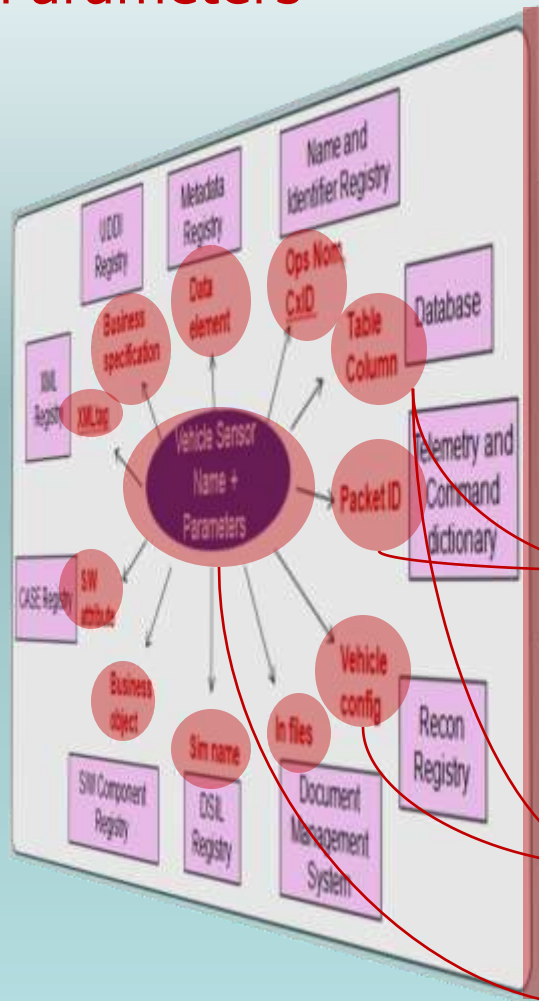 Parameters
Name and
Identifier Registry
Metadata
Registry
UDDI
Registry
Ops Nom,
CxID
Data
element
Business
specification
Table
Column
Database
XML
Registry
XML tag
Vehicle Sensor
Name +
Parameters
Packet ID
Telemetry and
Command
dictionary
CASE Registry
SW
attribute
Vehicle
config
Business
object
Sim name
In files
Recon
Registry
SW Component
Registry
DSIL
Registry
Document
Management
System